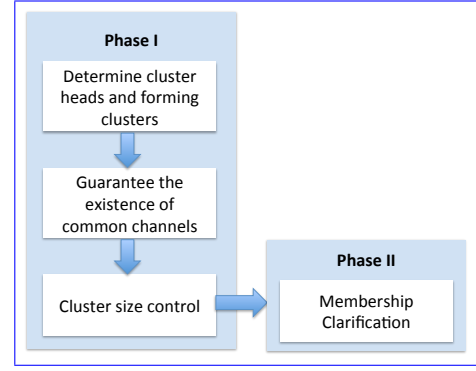 Phase I
Determine cluster
heads and forming
clusters
Guarantee the
existence of
common channels
Cluster size control
Phase II
Membership
Clarification